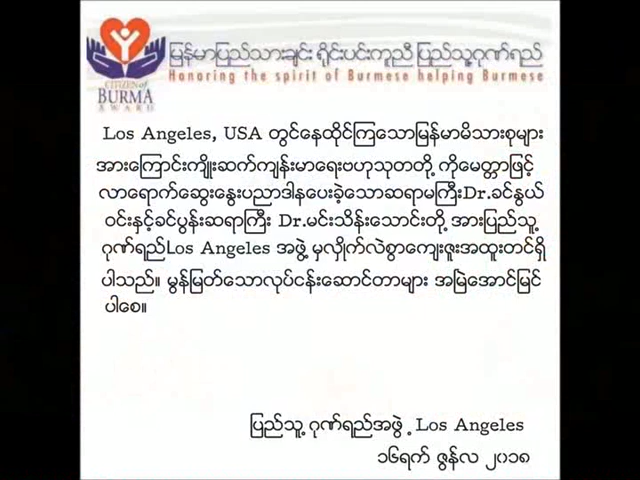 မြန်မာပြည်သားချင်း ရိုင်းပင်းကူညီ ပြည်သူ့ဂုဏ်ရည်
Honoring the spirit of Burmese helping Burmese
CITIZEN of
BURMA
AWARD
Los Angeles, USA တွင်နေထိုင်ကြသောမြန်မာမိသားစုများ
အားကြောင်းကျိုးဆက်ကျန်းမာရေးဗဟုသုတတို့ ကိုမေတ္တာဖြင့်
လာရောက်ဆွေးနွေးပညာဒါနပေးခဲ့သောဆရာမကြီးDr.ခင်နွယ်
ဝင်းနှင့်ခင်ပွန်းဆရာကြီး Dr.မင်းသိန်းသောင်းတို့ အားပြည်သူ့
ဂုဏ်ရည်Los Angeles အဖွဲ့ မှလှိုက်လဲစွာကျေးဇူးအထူးတင်ရှိ
ပါသည်။ မွန်မြတ်သောလုပ်ငန်းဆောင်တာများ အမြဲအောင်မြင်
ပါစေ။
ပြည်သူ့ ဂုဏ်ရည်အဖွဲ့ , Los Angeles
၁၆ရက် ဇွန်လ ၂၀၁၈